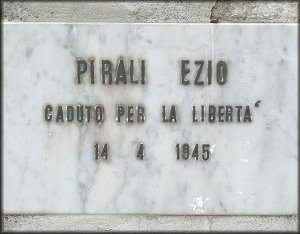 PIRALI EZIO
CADUTO PER LA LIBERTA'
14 4 1945